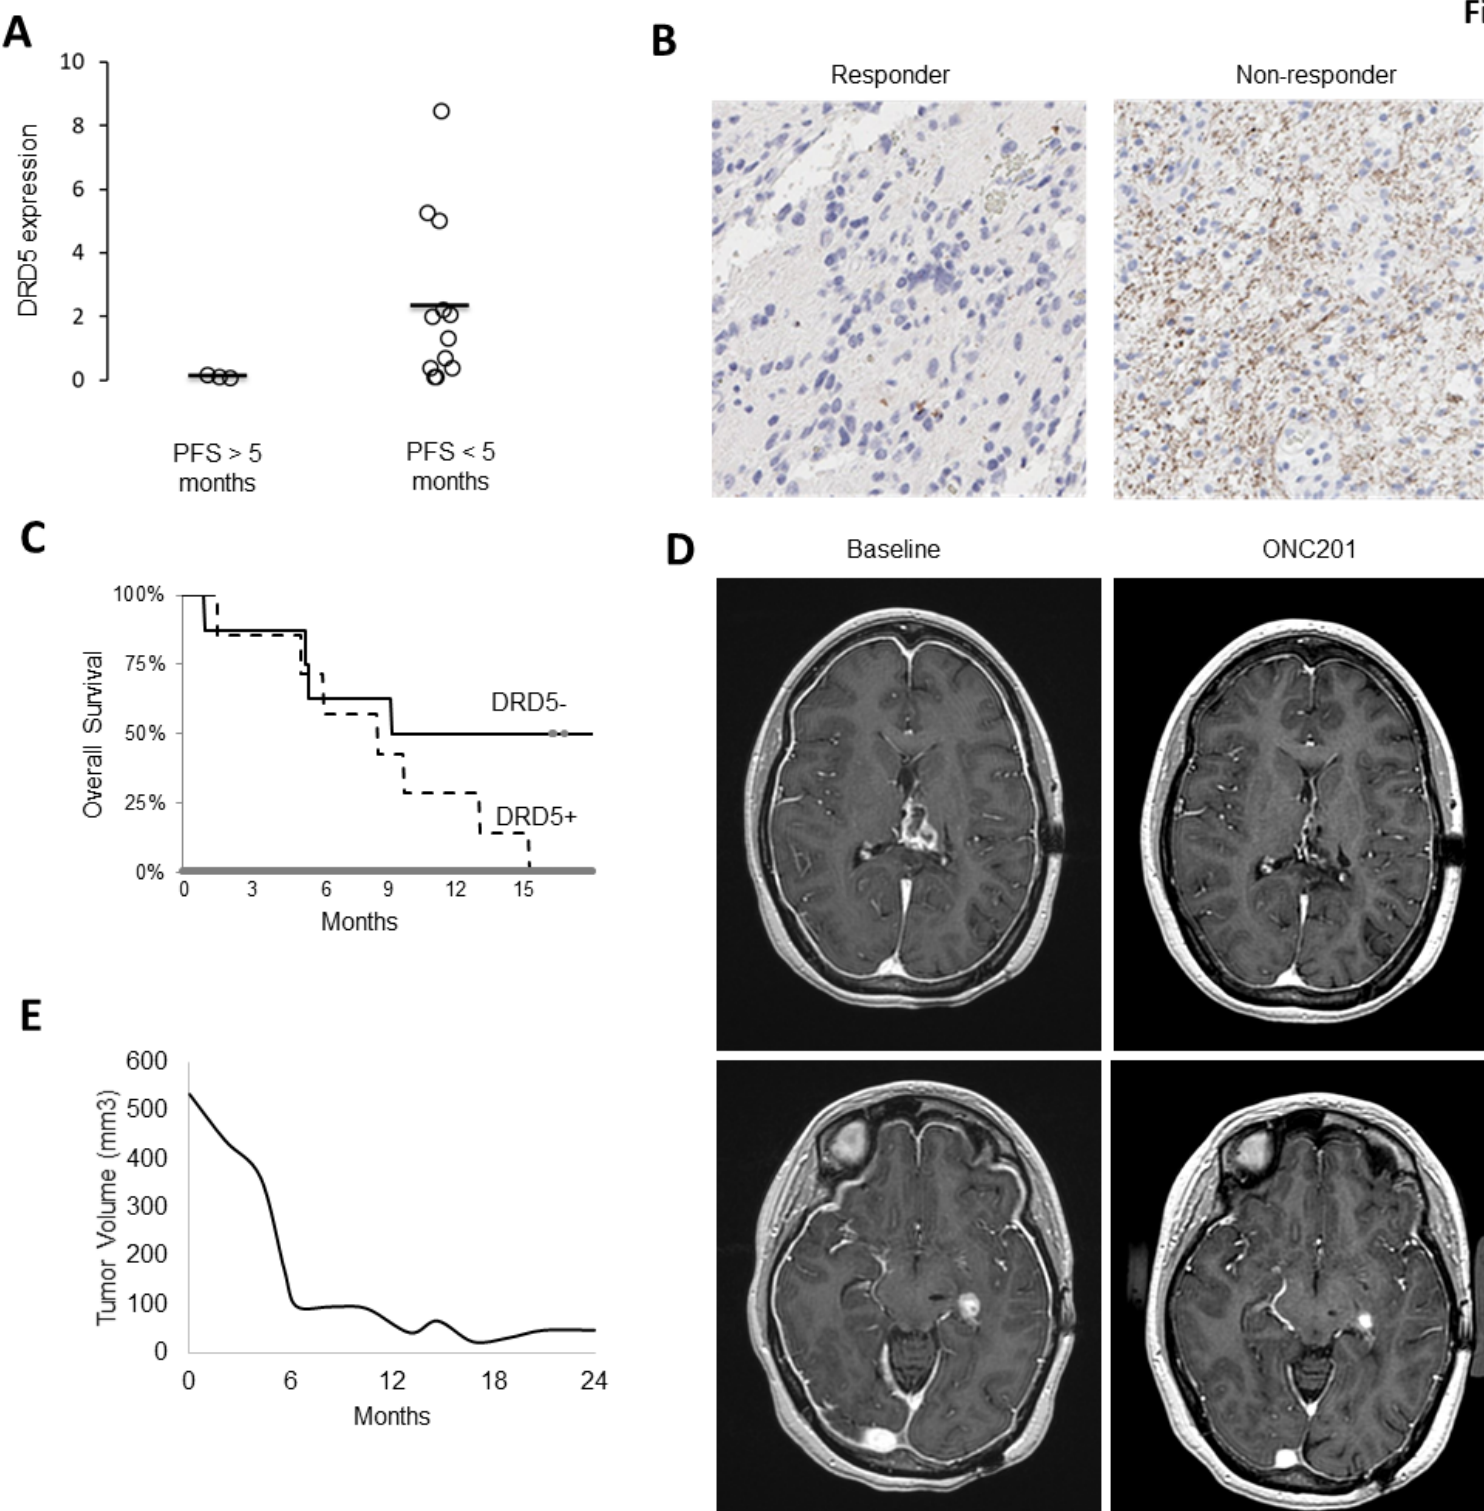 Fi
A
10
8
6
4
2
0
DRD5 expression
PFS > 5
months
PFS < 5
months
B
Responder
Non-responder
C
100%
75%
50%
25%
0%
Overall Survival
DRD5-
DRD5+
0 3 6 9 12 15
Months
D
Baseline
ONC201
E
600
500
400
300
200
100
0
Tumor Volume (mm3)
0 6 12 18 24
Months